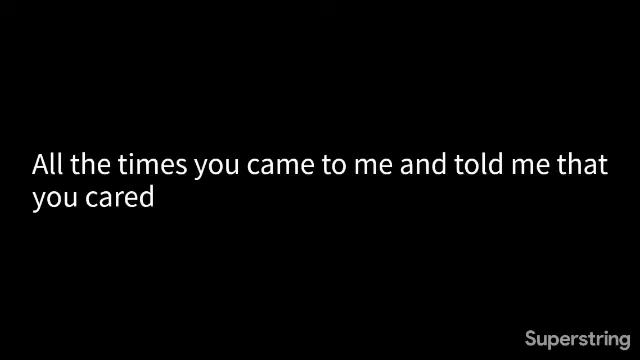 All the times you came to me and told me that
you cared
Superstring